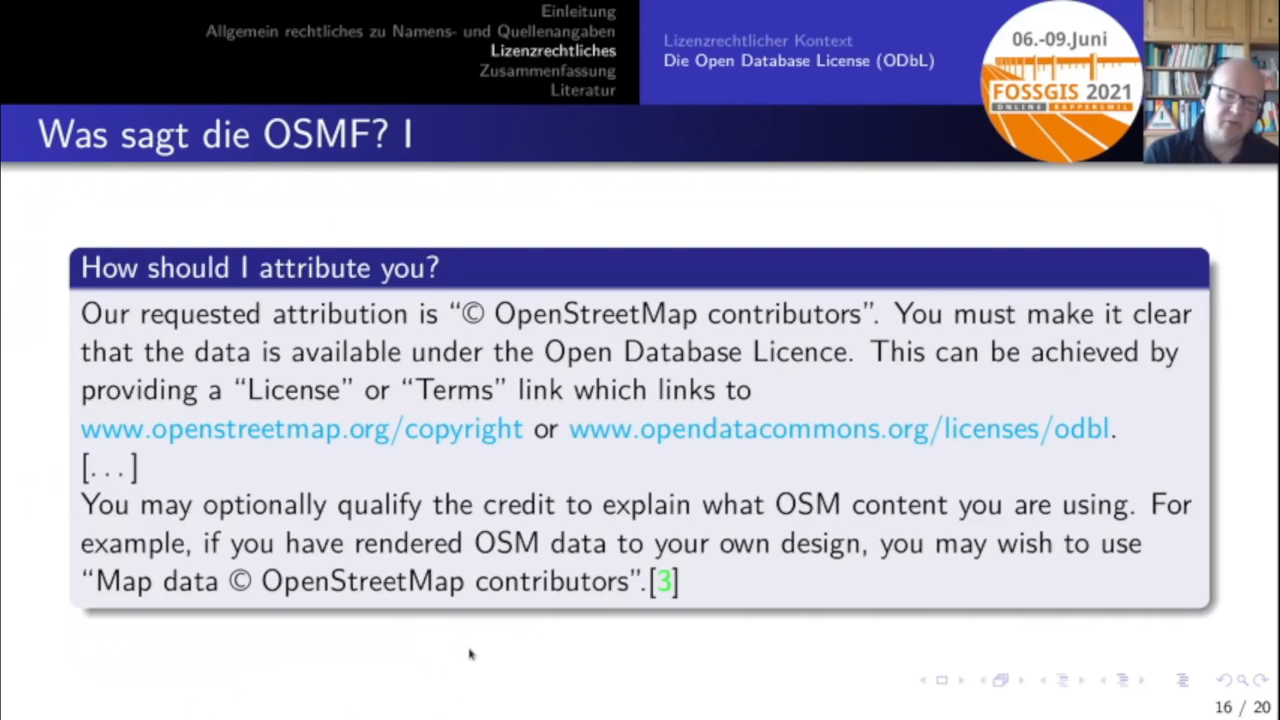 Einleitung
Allgemein rechtliches zu Namens- und Quellenangaben
Lizenzrechtliches
Zusammenfassung
Literatur
Lizenzrechtlicher Kontext
Die Open Database License (ODbL)
06.-09.Juni
FOSSGIS 2021
ONLINE RAPPERSWIL
Was sagt die OSMF? I
How should I attribute you?
Our requested attribution is “© OpenStreetMap contributors”. You must make it clear
that the data is available under the Open Database Licence. This can be achieved by
providing a “License” or “Terms” link which links to
www.openstreetmap.org/copyright or www.opendatacommons.org/licenses/odbl.
[...]
You may optionally qualify the credit to explain what OSM content you are using. For
example, if you have rendered OSM data to your own design, you may wish to use
“Map data © OpenStreetMap contributors”.[3]
16 / 20